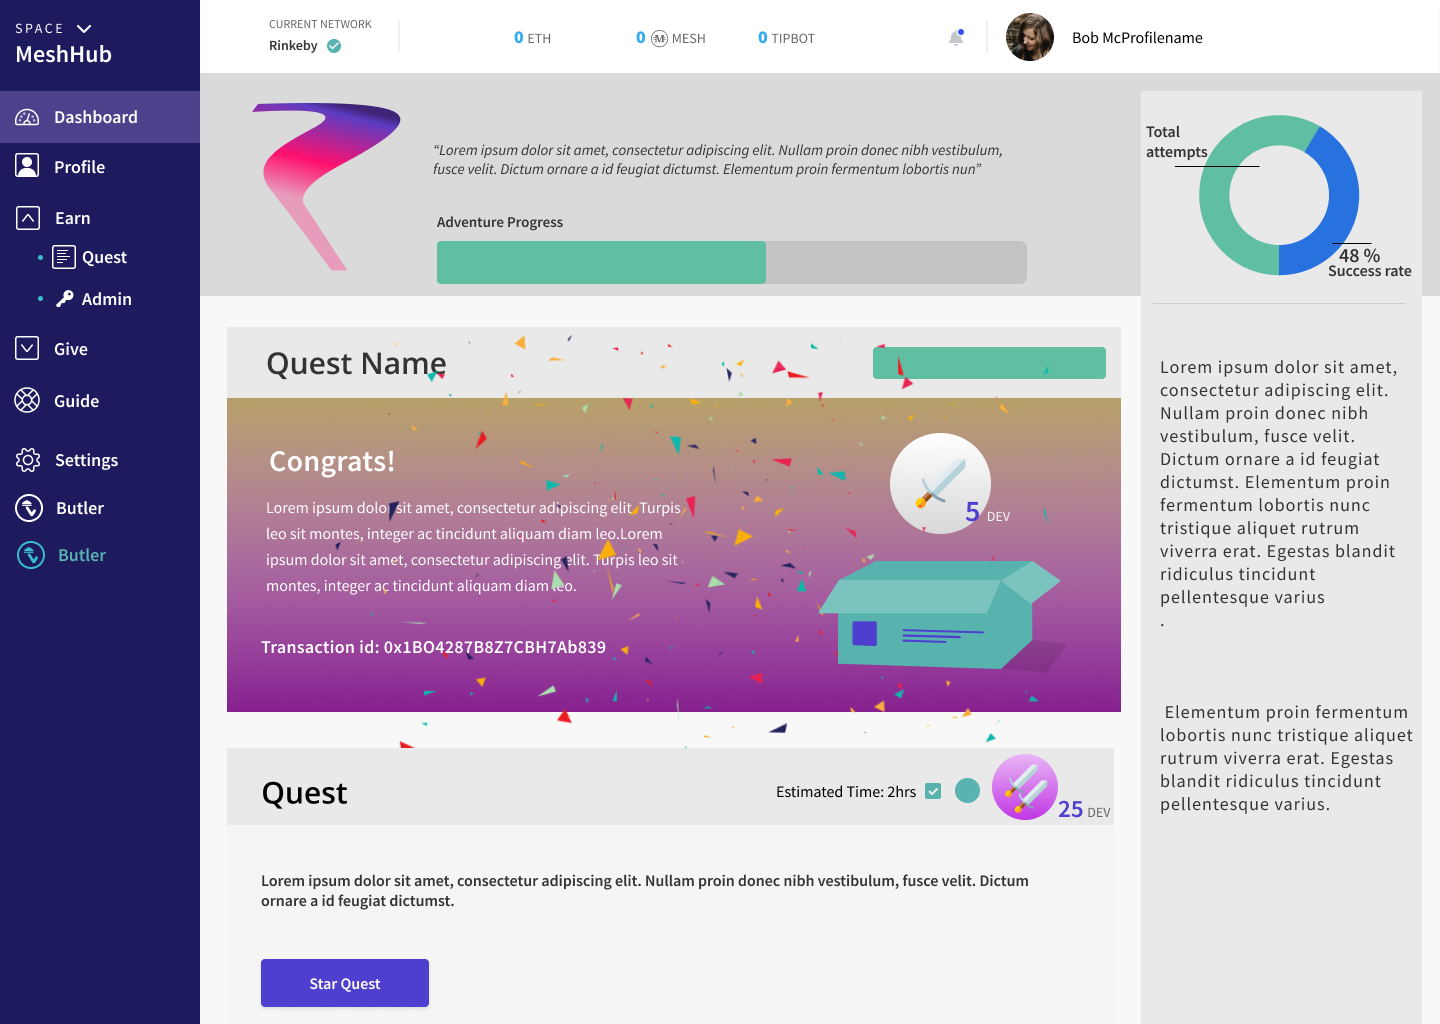 SPACE
MeshHub
Dashboard
Profile
Earn
Quest
Admin
Give
Guide
Settings
Butler
Butler
CURRENT NETWORK
Rinkeby
0 ETH
0 M MESH
0 TIPBOT
Bob McProfilename
“Lorem ipsum dolor sit amet, consectetur adipiscing elit. Nullam proin donec nibh vestibulum,
fusce velit. Dictum ornare a id feugiat dictumst. Elementum proin fermentum lobortis nun”
Adventure Progress
Total
attempts
48 %
Success rate
Quest Name
Congrats!
Lorem ipsum dolor sit amet, consectetur adipiscing elit. Turpis
leo sit montes, integer ac tincidunt aliquam diam leo.Lorem
ipsum dolor sit amet, consectetur adipiscing elit. Turpis leo sit
montes, integer ac tincidunt aliquam diam leo.
Transaction id: 0x1BO4287B8Z7CBH7Ab839
5 DEV
Quest
Estimated Time: 2hrs
25 DEV
Lorem ipsum dolor sit amet, consectetur adipiscing elit. Nullam proin donec nibh vestibulum, fusce velit. Dictum
ornare a id feugiat dictumst.
Star Quest
Lorem ipsum dolor sit amet,
consectetur adipiscing elit.
Nullam proin donec nibh
vestibulum, fusce velit.
Dictum ornare a id feugiat
dictumst. Elementum proin
fermentum lobortis nunc
tristique aliquet rutrum
viverra erat. Egestas blandit
ridiculus tincidunt
pellentesque varius
.
Elementum proin fermentum
lobortis nunc tristique aliquet
rutrum viverra erat. Egestas
blandit ridiculus tincidunt
pellentesque varius.